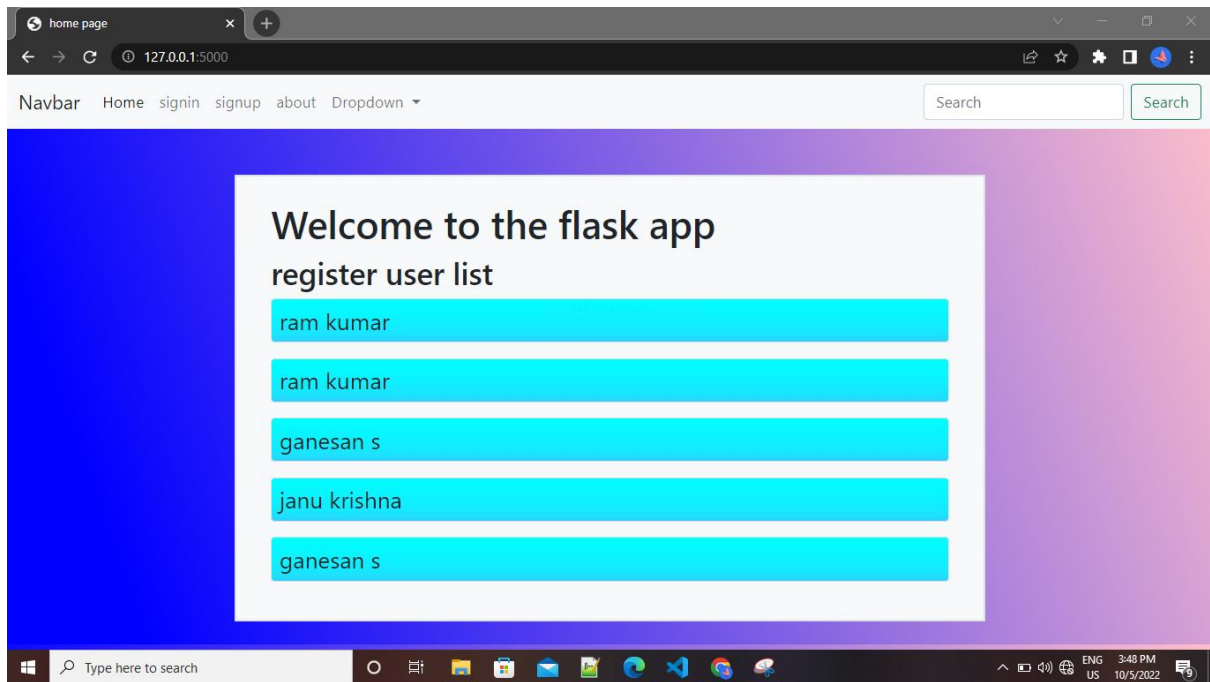 home page
127.0.0.1:5000
Navbar Home signin signup about Dropdown Search Search
Welcome to the flask app
register user list
ram kumar
ram kumar
ganesan s
janu krishna
ganesan s
Type here to search
ENG 3:48 PM
US 10/5/2022 9